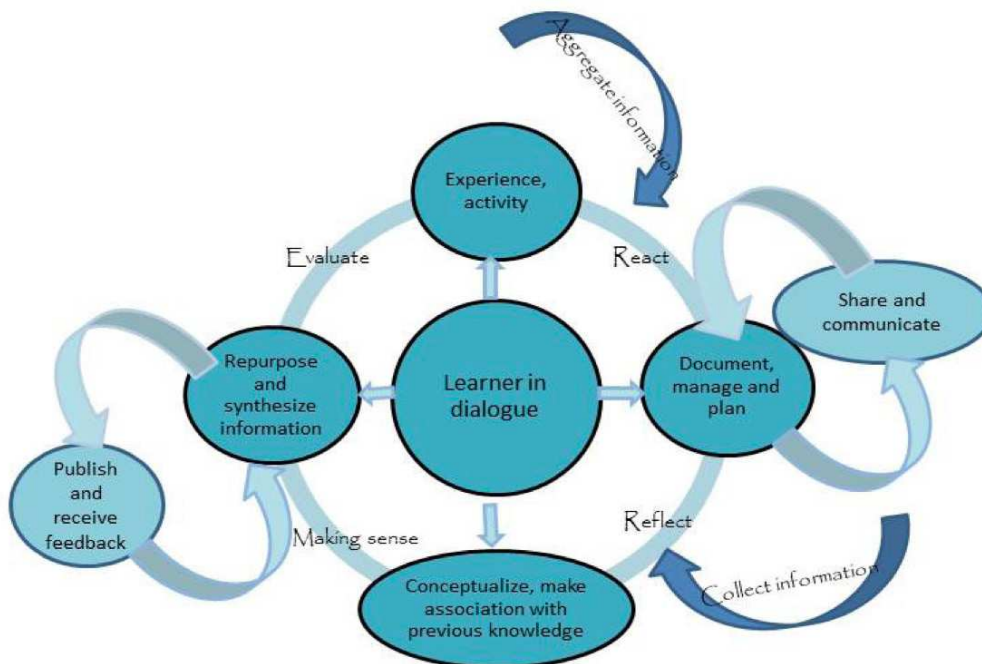 Aggregate information
Experience,
activity
Evaluate
React
Share and
communicate
Repurpose
and
synthesize
information
Learner in
dialogue
Document,
manage and
plan
Publish
and
receive
feedback
Making sense
Reflect
Collect information
Conceptualize, make
association with
previous knowledge